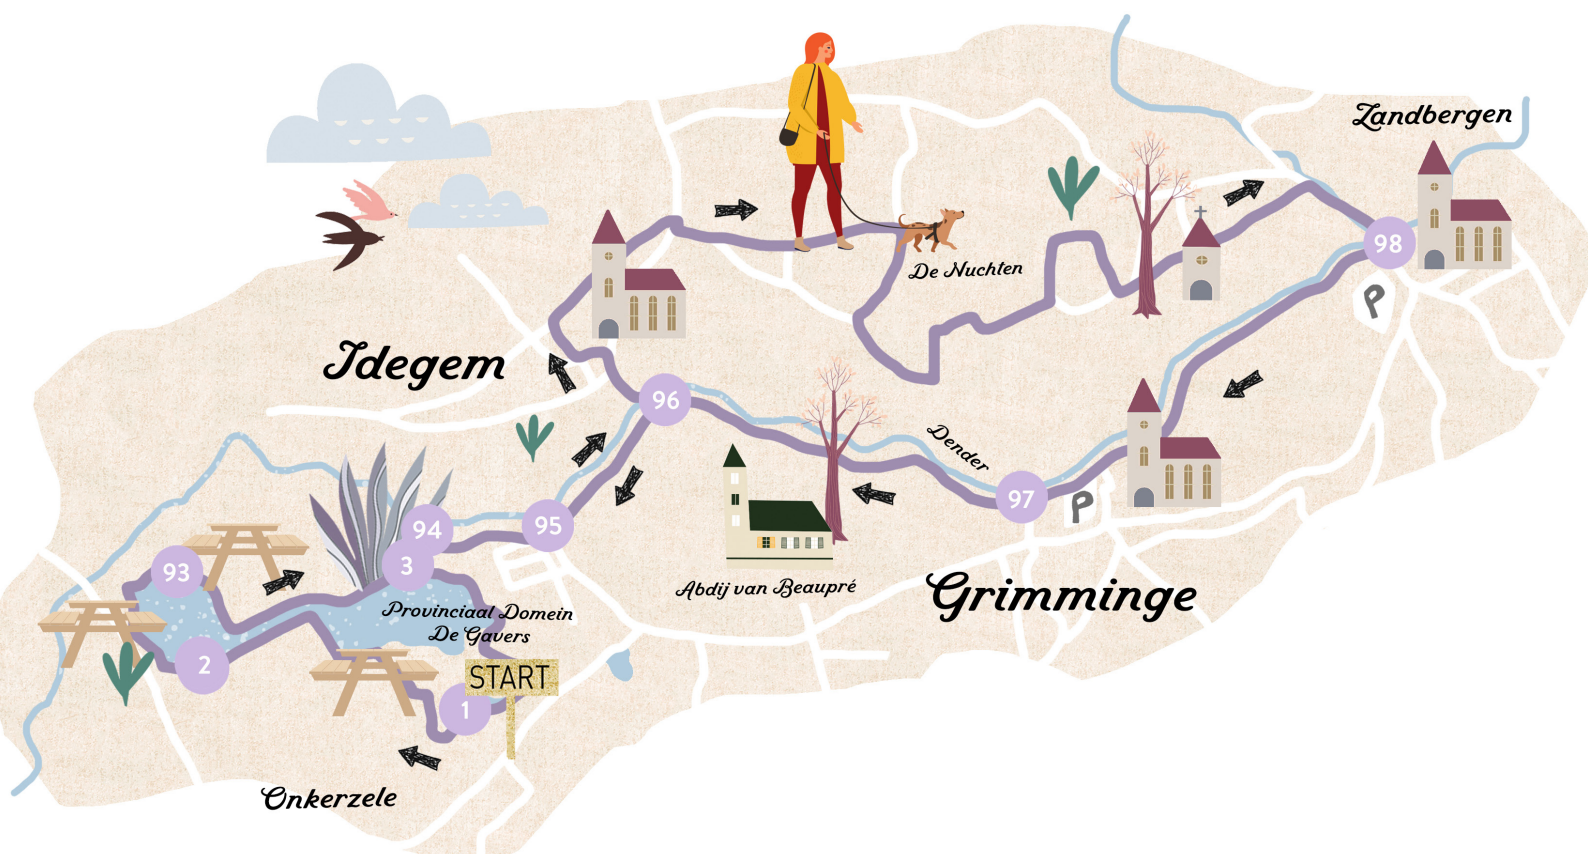 Zandbergen
98
P
De Nuchten
Idegem
96
Dender
97
P
95
94
3
93
Abdij van Beaupré
Grimminge
Provinciaal Domein
De Gavers
2
START
1
Onkerzele